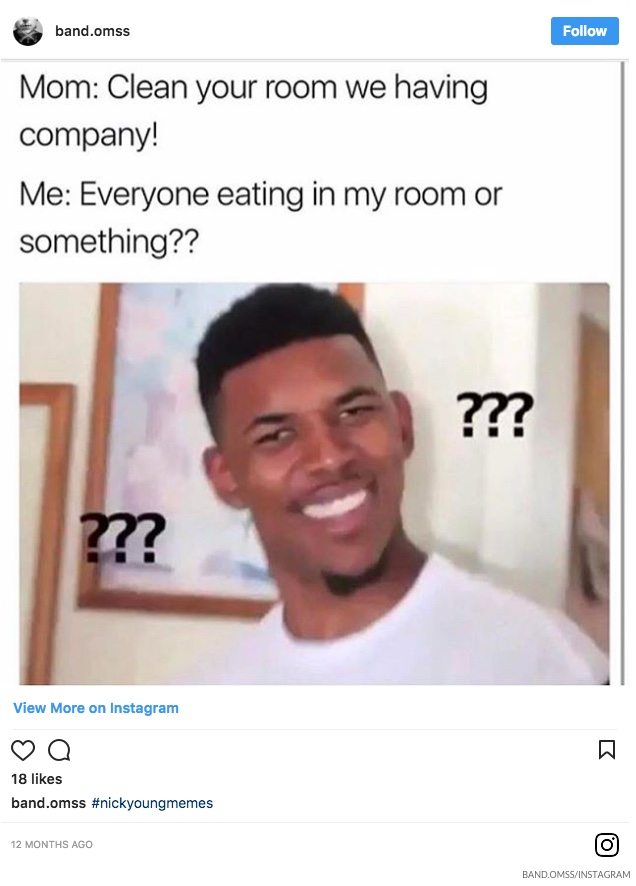 band.omss
Follow
Mom: Clean your room we having
company!
Me: Everyone eating in my room or
something??
???
???
View More on Instagram
18 likes
band.omss #nickyoungmemes
12 MONTHS AGO
BAND.OMSS/INSTAGRAM